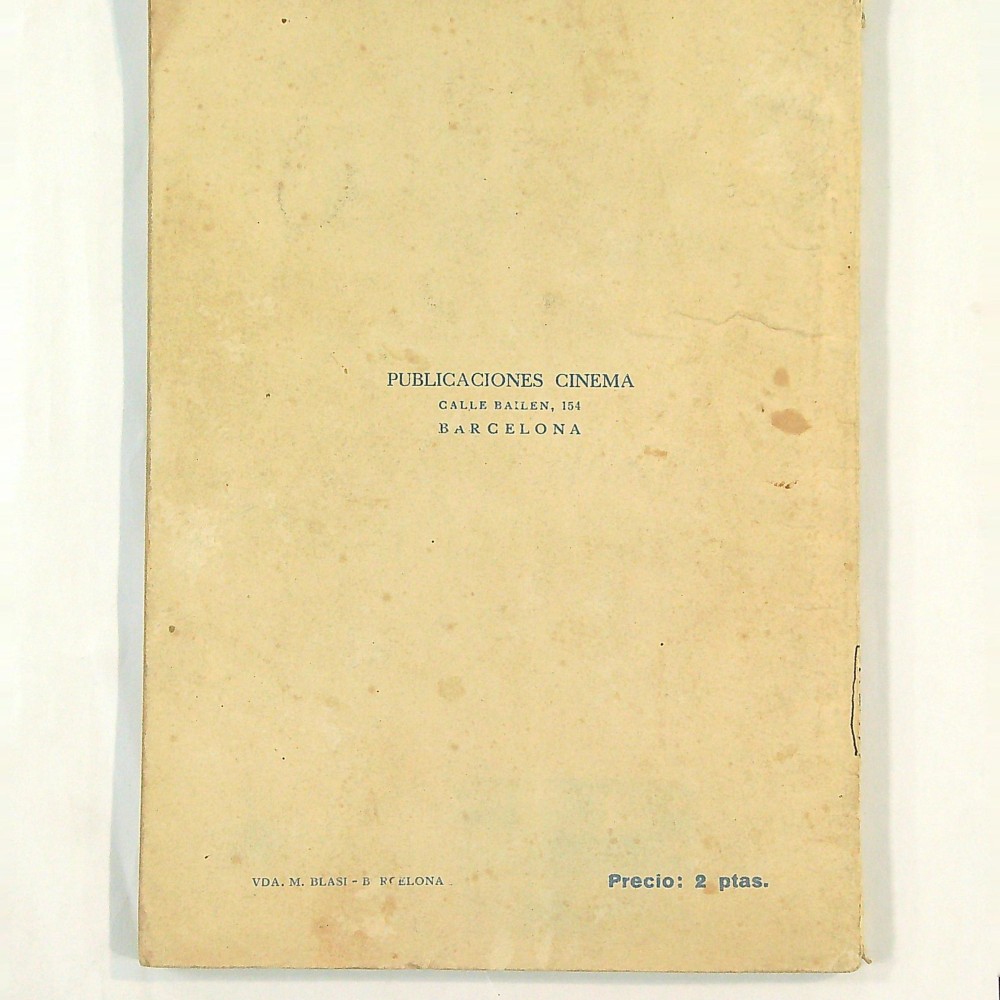 PUBLICACIONES CINEMA
CALLE BAILEN, 154
BARCELONA
VDA. M. BLASI - B RCELONA
Precio: 2 ptas.